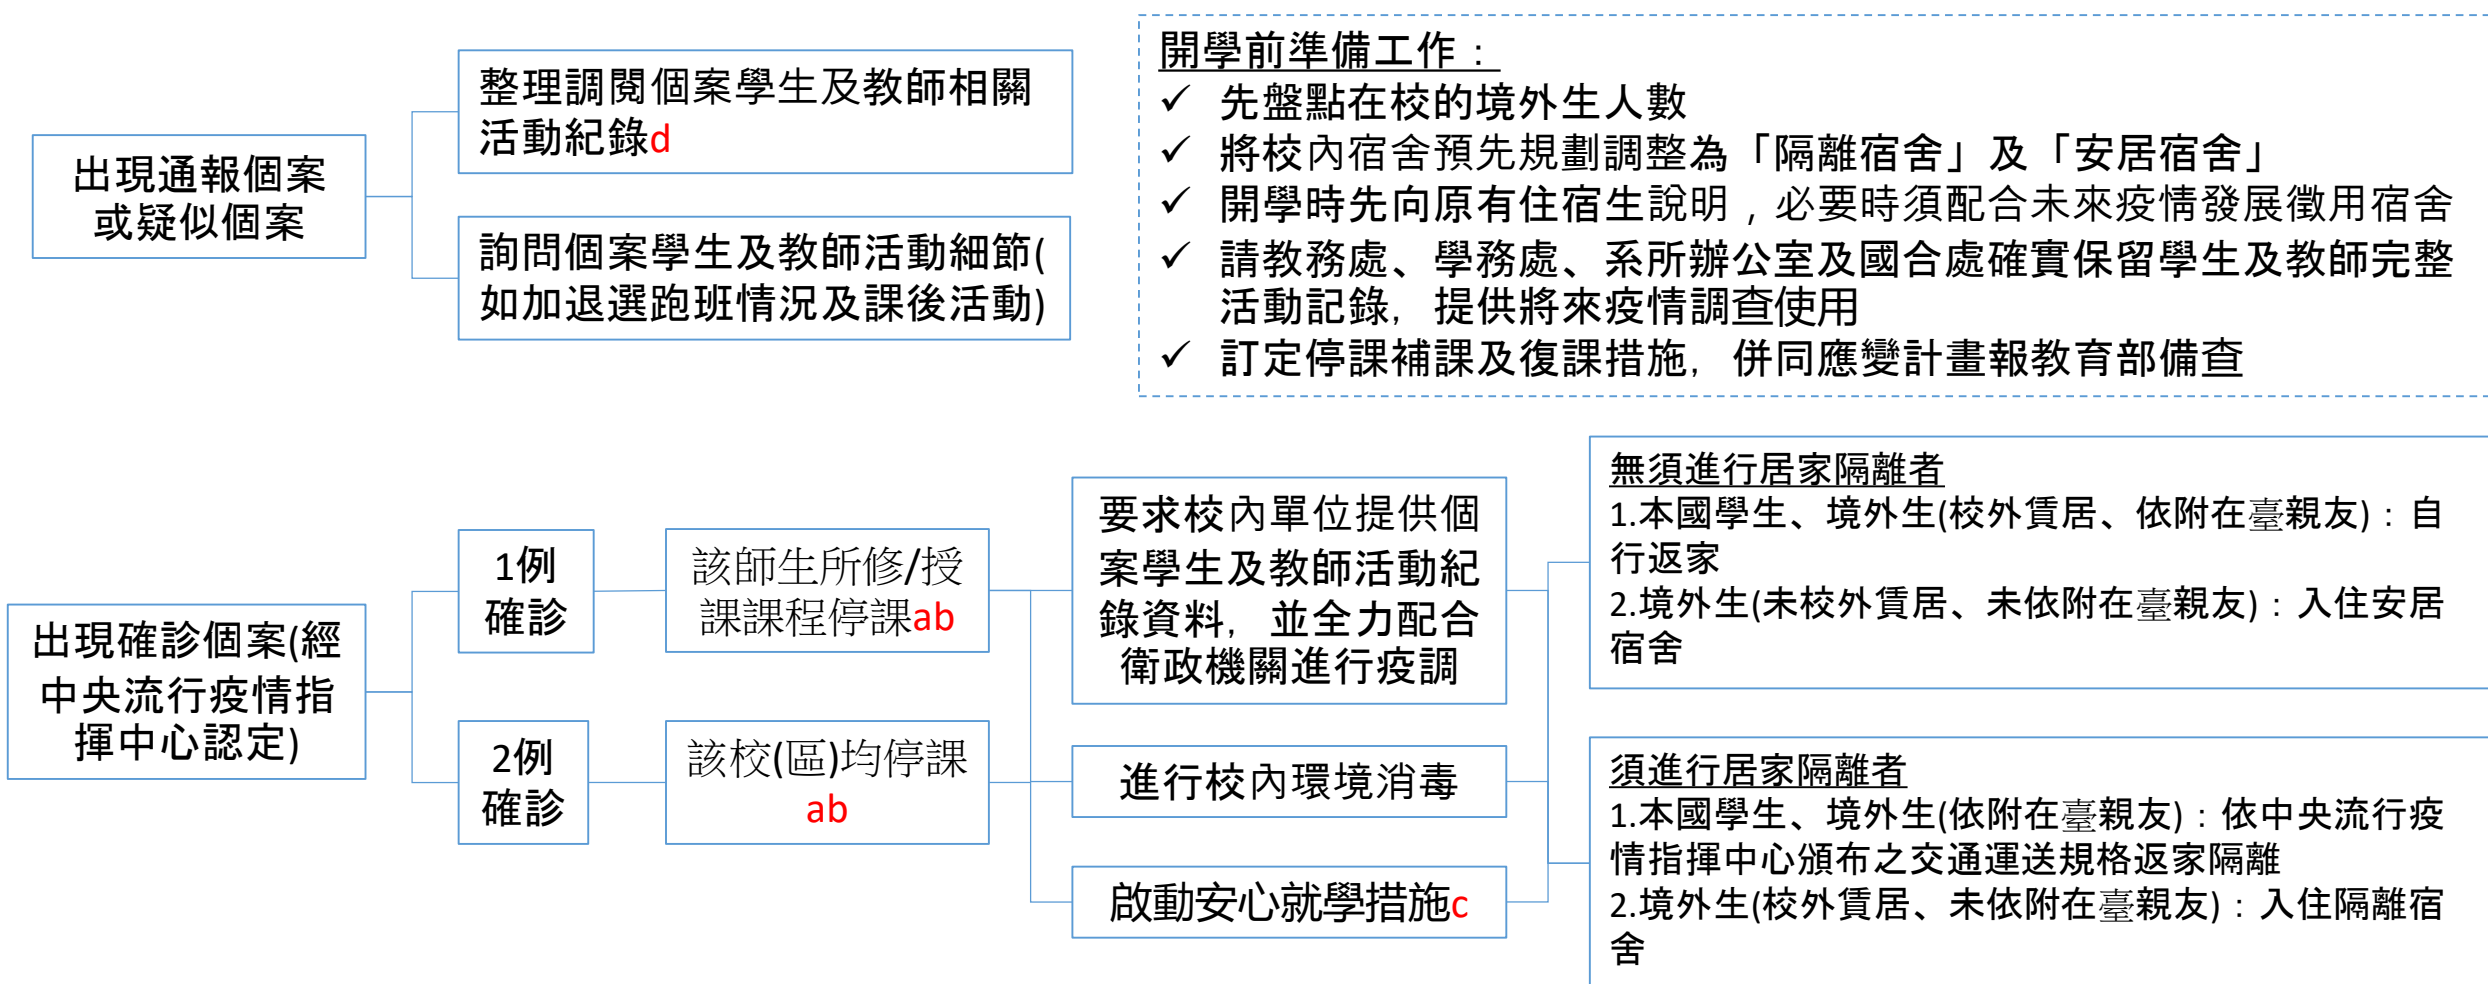 整理調閱個案學生及教師相關
活動紀錄d
出現通報個案
或疑似個案
詢問個案學生及教師活動細節(
如加退選跑班情況及課後活動)
開學前準備工作：
✓ 先盤點在校的境外生人數
✓ 將校內宿舍預先規劃調整為「隔離宿舍」及「安居宿舍」
✓ 開學時先向原有住宿生說明，必要時須配合未來疫情發展徵用宿舍
✓ 請教務處、學務處、系所辦公室及國合處確實保留學生及教師完整
活動記錄，提供將來疫情調查使用
✓ 訂定停課補課及復課措施，併同應變計畫報教育部備查
出現確診個案(經
中央流行疫情指
揮中心認定)
1例
確診
該師生所修/授
課課程停課ab
2例
確診
該校(區)均停課
ab
要求校內單位提供個
案學生及教師活動紀
錄資料，並全力配合
衛政機關進行疫調
進行校內環境消毒
啟動安心就學措施c
無須進行居家隔離者
1.本國學生、境外生(校外賃居、依附在臺親友)：自
行返家
2.境外生(未校外賃居、未依附在臺親友)：入住安居
宿舍
須進行居家隔離者
1.本國學生、境外生(依附在臺親友)：依中央流行疫
情指揮中心頒布之交通運送規格返家隔離
2.境外生(校外賃居、未依附在臺親友)：入住隔離宿
舍